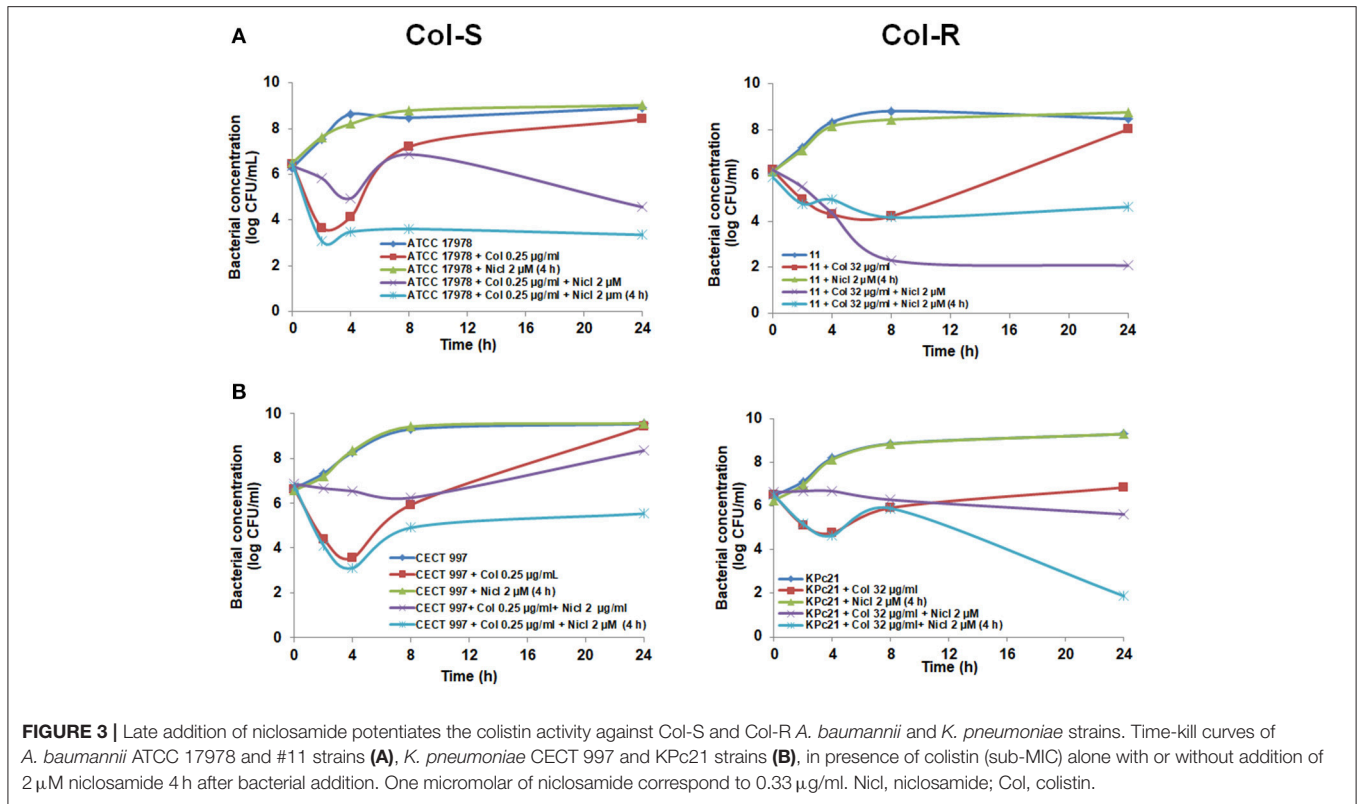 A
Col-S
Col-R
Bacterial concentration
(log CFU/mL)
10
8
6
4
2
0
ATCC 17978
ATCC 17978 + Col 0.25 µg/ml
ATCC 17978 + Nicl 2 µM (4 h)
ATCC 17978 + Col 0.25 µg/ml + Nicl 2 µM
ATCC 17978 + Col 0.25 µg/ml + Nicl 2 µm (4 h)
0 4 8 12 16 20 24
Time (h)
Bacterial concentration
(log CFU/ml)
10
8
6
4
2
0
11
11 + Col 32 µg/ml
11 + Nicl 2 µM (4 h)
11 + Col 32 µg/ml + Nicl 2 µM
11 + Col 32 µg/ml + Nicl 2 µM (4 h)
0 4 8 12 16 20 24
Time (h)
B
Bacterial concentration
(log CFU/ml)
10
8
6
4
2
0
CECT 997
CECT 997 + Col 0.25 µg/mL
CECT 997 + Nicl 2 µM (4 h)
CECT 997+ Col 0.25 µg/ml+ Nicl 2 µg/ml
CECT 997 + Col 0.25 µg/ml + Nicl 2 µM (4 h)
0 4 8 12 16 20 24
Time (h)
Bacterial concentration
(log CFU/ml)
10
8
6
4
2
0
KPc21
KPc21 + Col 32 µg/ml
KPc21 + Nicl 2 µM (4 h)
KPc21 + Col 32 µg/ml + Nicl 2 µM
KPc21 + Col 32 µg/ml+ Nicl 2 µM (4 h)
0 4 8 12 16 20 24
Time (h)
FIGURE 3 | Late addition of niclosamide potentiates the colistin activity against Col-S and Col-R A. baumannii and K. pneumoniae strains. Time-kill curves of
A. baumannii ATCC 17978 and #11 strains (A), K. pneumoniae CECT 997 and KPc21 strains (B), in presence of colistin (sub-MIC) alone with or without addition of
2 µM niclosamide 4 h after bacterial addition. One micromolar of niclosamide correspond to 0.33 µg/ml. Nicl, niclosamide; Col, colistin.